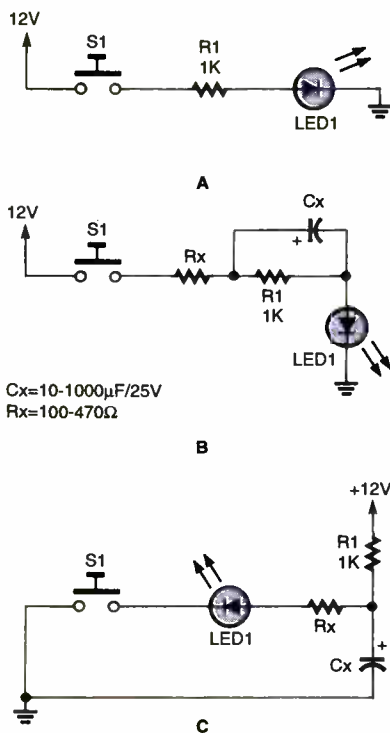 12V
S1
R1
1K
LED1
A
12V
S1
Cx
+
Rx
R1
1K
LED1
Cx=10-1000µF/25V
Rx=100-470Ω
B
+12V
S1
R1
1K
LED1
Rx
+
Cx
C